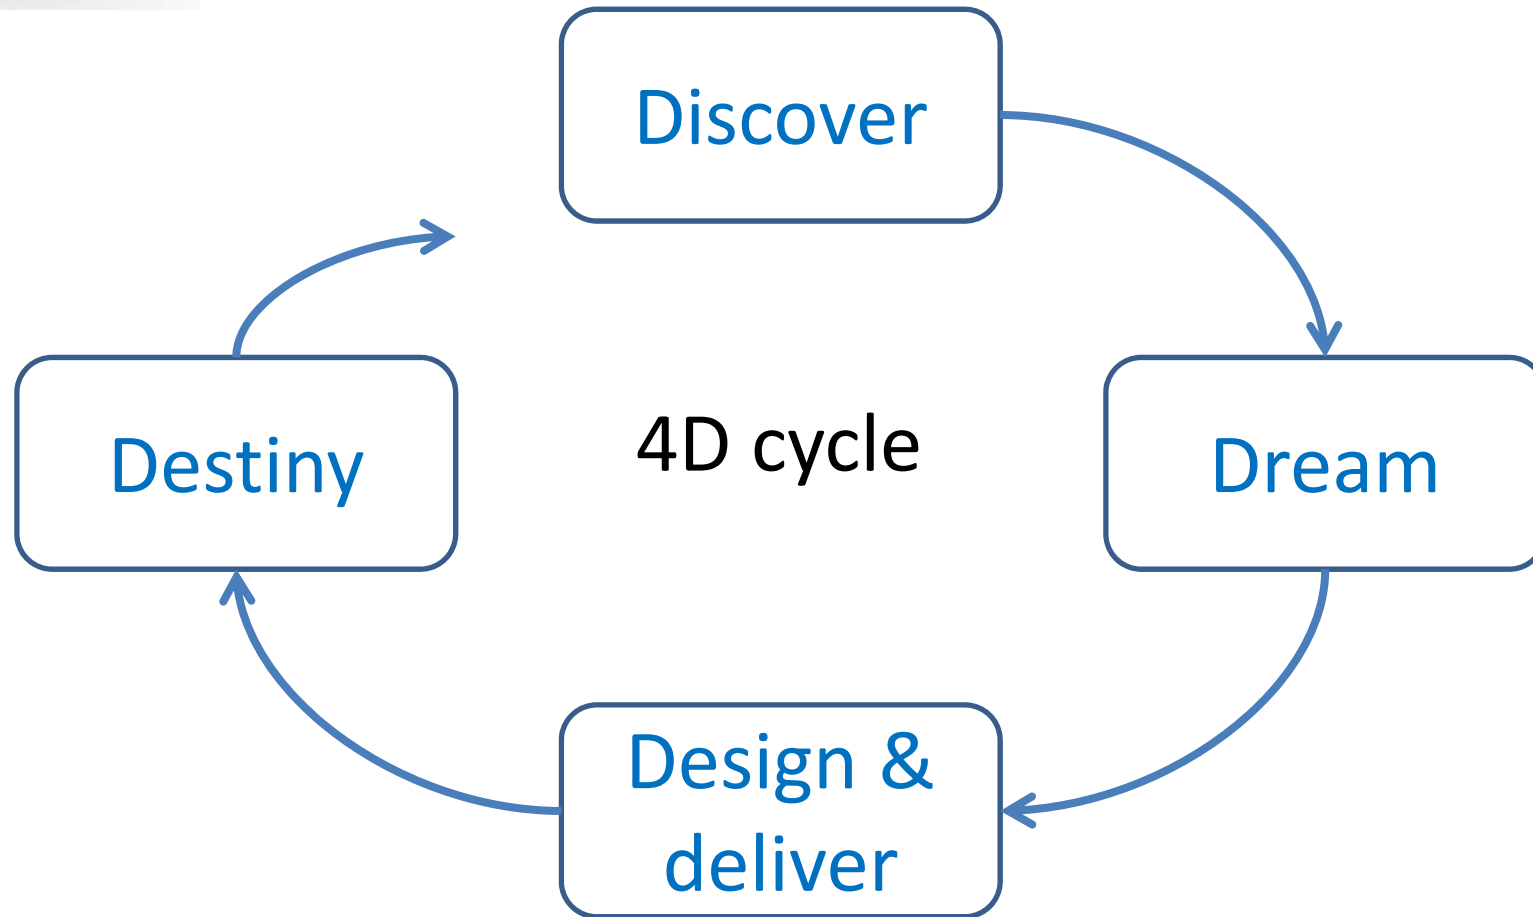 Discover
Destiny
4D cycle
Dream
Design &
deliver